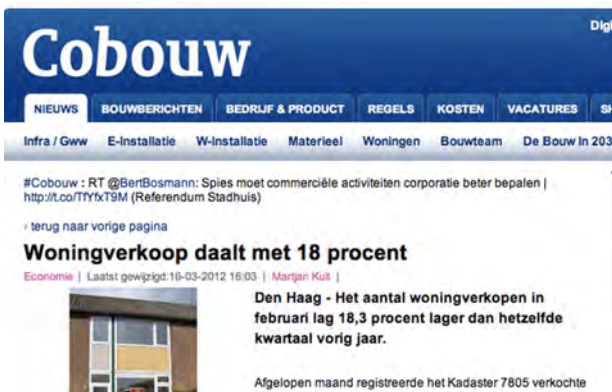 Cobouw
NIEUWS BOUWBERICHTEN BEDRIJF & PRODUCT REGELS KOSTEN VACATURES
Infra / Gww E-Installatie W-Installatie Materieel Woningen Bouwteam De Bouw In
#Cobouw : RT @BertBosmann: Spies moet commerciële activiteiten corporatie beter bepalen |
http://t.co/TfYfxT9M (Referendum Stadhuis)
‹ terug naar vorige pagina
Woningverkoop daalt met 18 procent
Economie | Laatst gewijzigd:16-03-2012 16:03 | Martjan Kuit |
Den Haag - Het aantal woningverkopen in
februari lag 18,3 procent lager dan hetzelfde
kwartaal vorig jaar.
Afgelopen maand registreerde het Kadaster 7805 verkochte